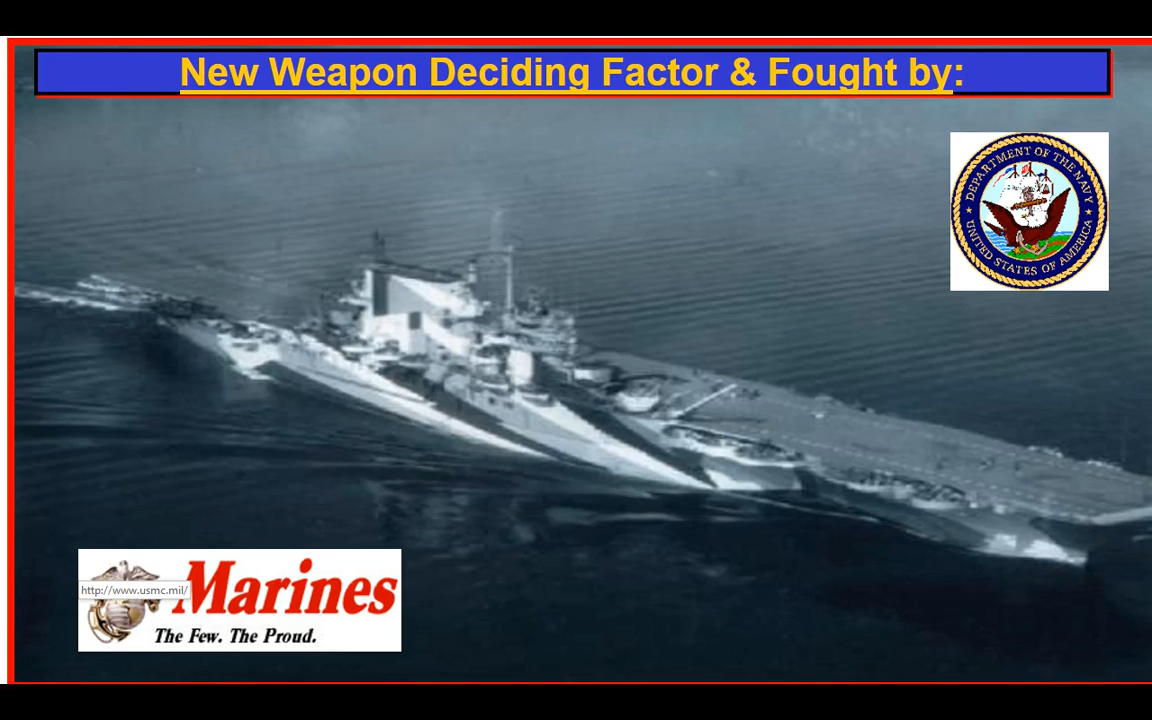 New Weapon Deciding Factor & Fought by:
DEPARTMENT OF THE NAVY
UNITED STATES OF AMERICA
Marines
http://www.usmc.mil/
The Few. The Proud.